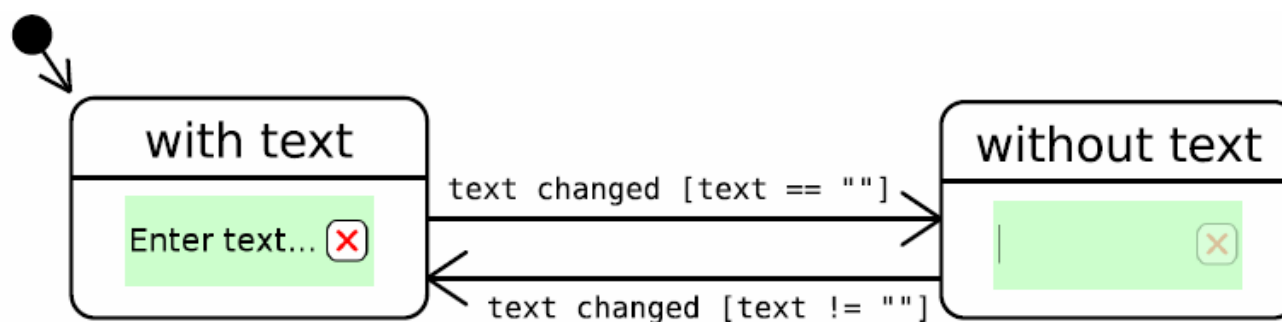 with text
without text
text changed [text == ""]
Enter text...
text changed [text != ""]